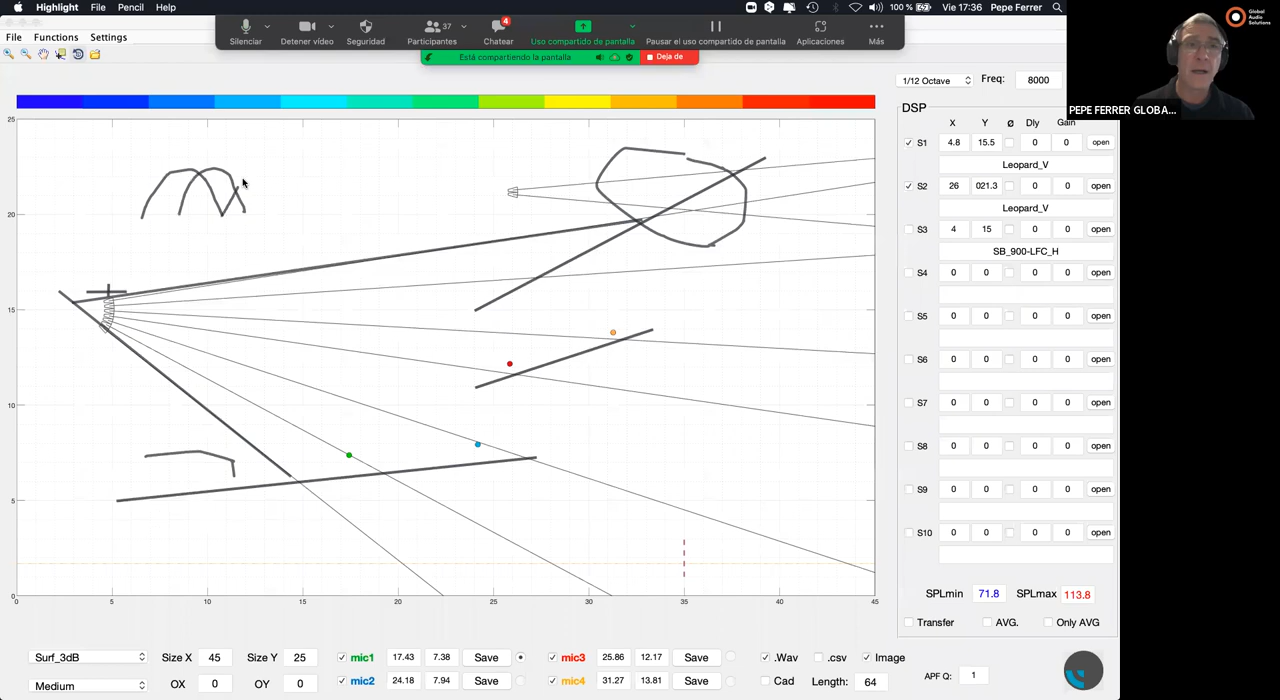 Highlight File Pencil Help
100 % Vie 17:36 Pepe Ferrer
File Functions Settings
Silenciar Detener vídeo Seguridad Participantes 37 Chatear 4 Uso compartido de pantalla Pausar el uso compartido de pantalla Aplicaciones Más
Está compartiendo la pantalla Deja de
Global Audio Solutions
PEPE FERRER GLOBA...
1/12 Octave Freq: 8000
DSP
X Y Ø Dly Gain
S1 4.8 15.5 0 0 open
Leopard_V
S2 26 021.3 0 0 open
Leopard_V
S3 4 15 0 0 open
SB_900-LFC_H
S4 0 0 0 0 open
S5 0 0 0 0 open
S6 0 0 0 0 open
S7 0 0 0 0 open
S8 0 0 0 0 open
S9 0 0 0 0 open
S10 0 0 0 0 open
SPLmin 71.8 SPLmax 113.8
Transfer AVG. Only AVG
25
20
15
10
5
0
0 5 10 15 20 25 30 35 40 45
Surf_3dB Size X 45 Size Y 25 mic1 17.43 7.38 Save mic3 25.86 12.17 Save .Wav .csv Image
Medium OX 0 OY 0 mic2 24.18 7.94 Save mic4 31.27 13.81 Save Cad Length: 64 APF Q: 1